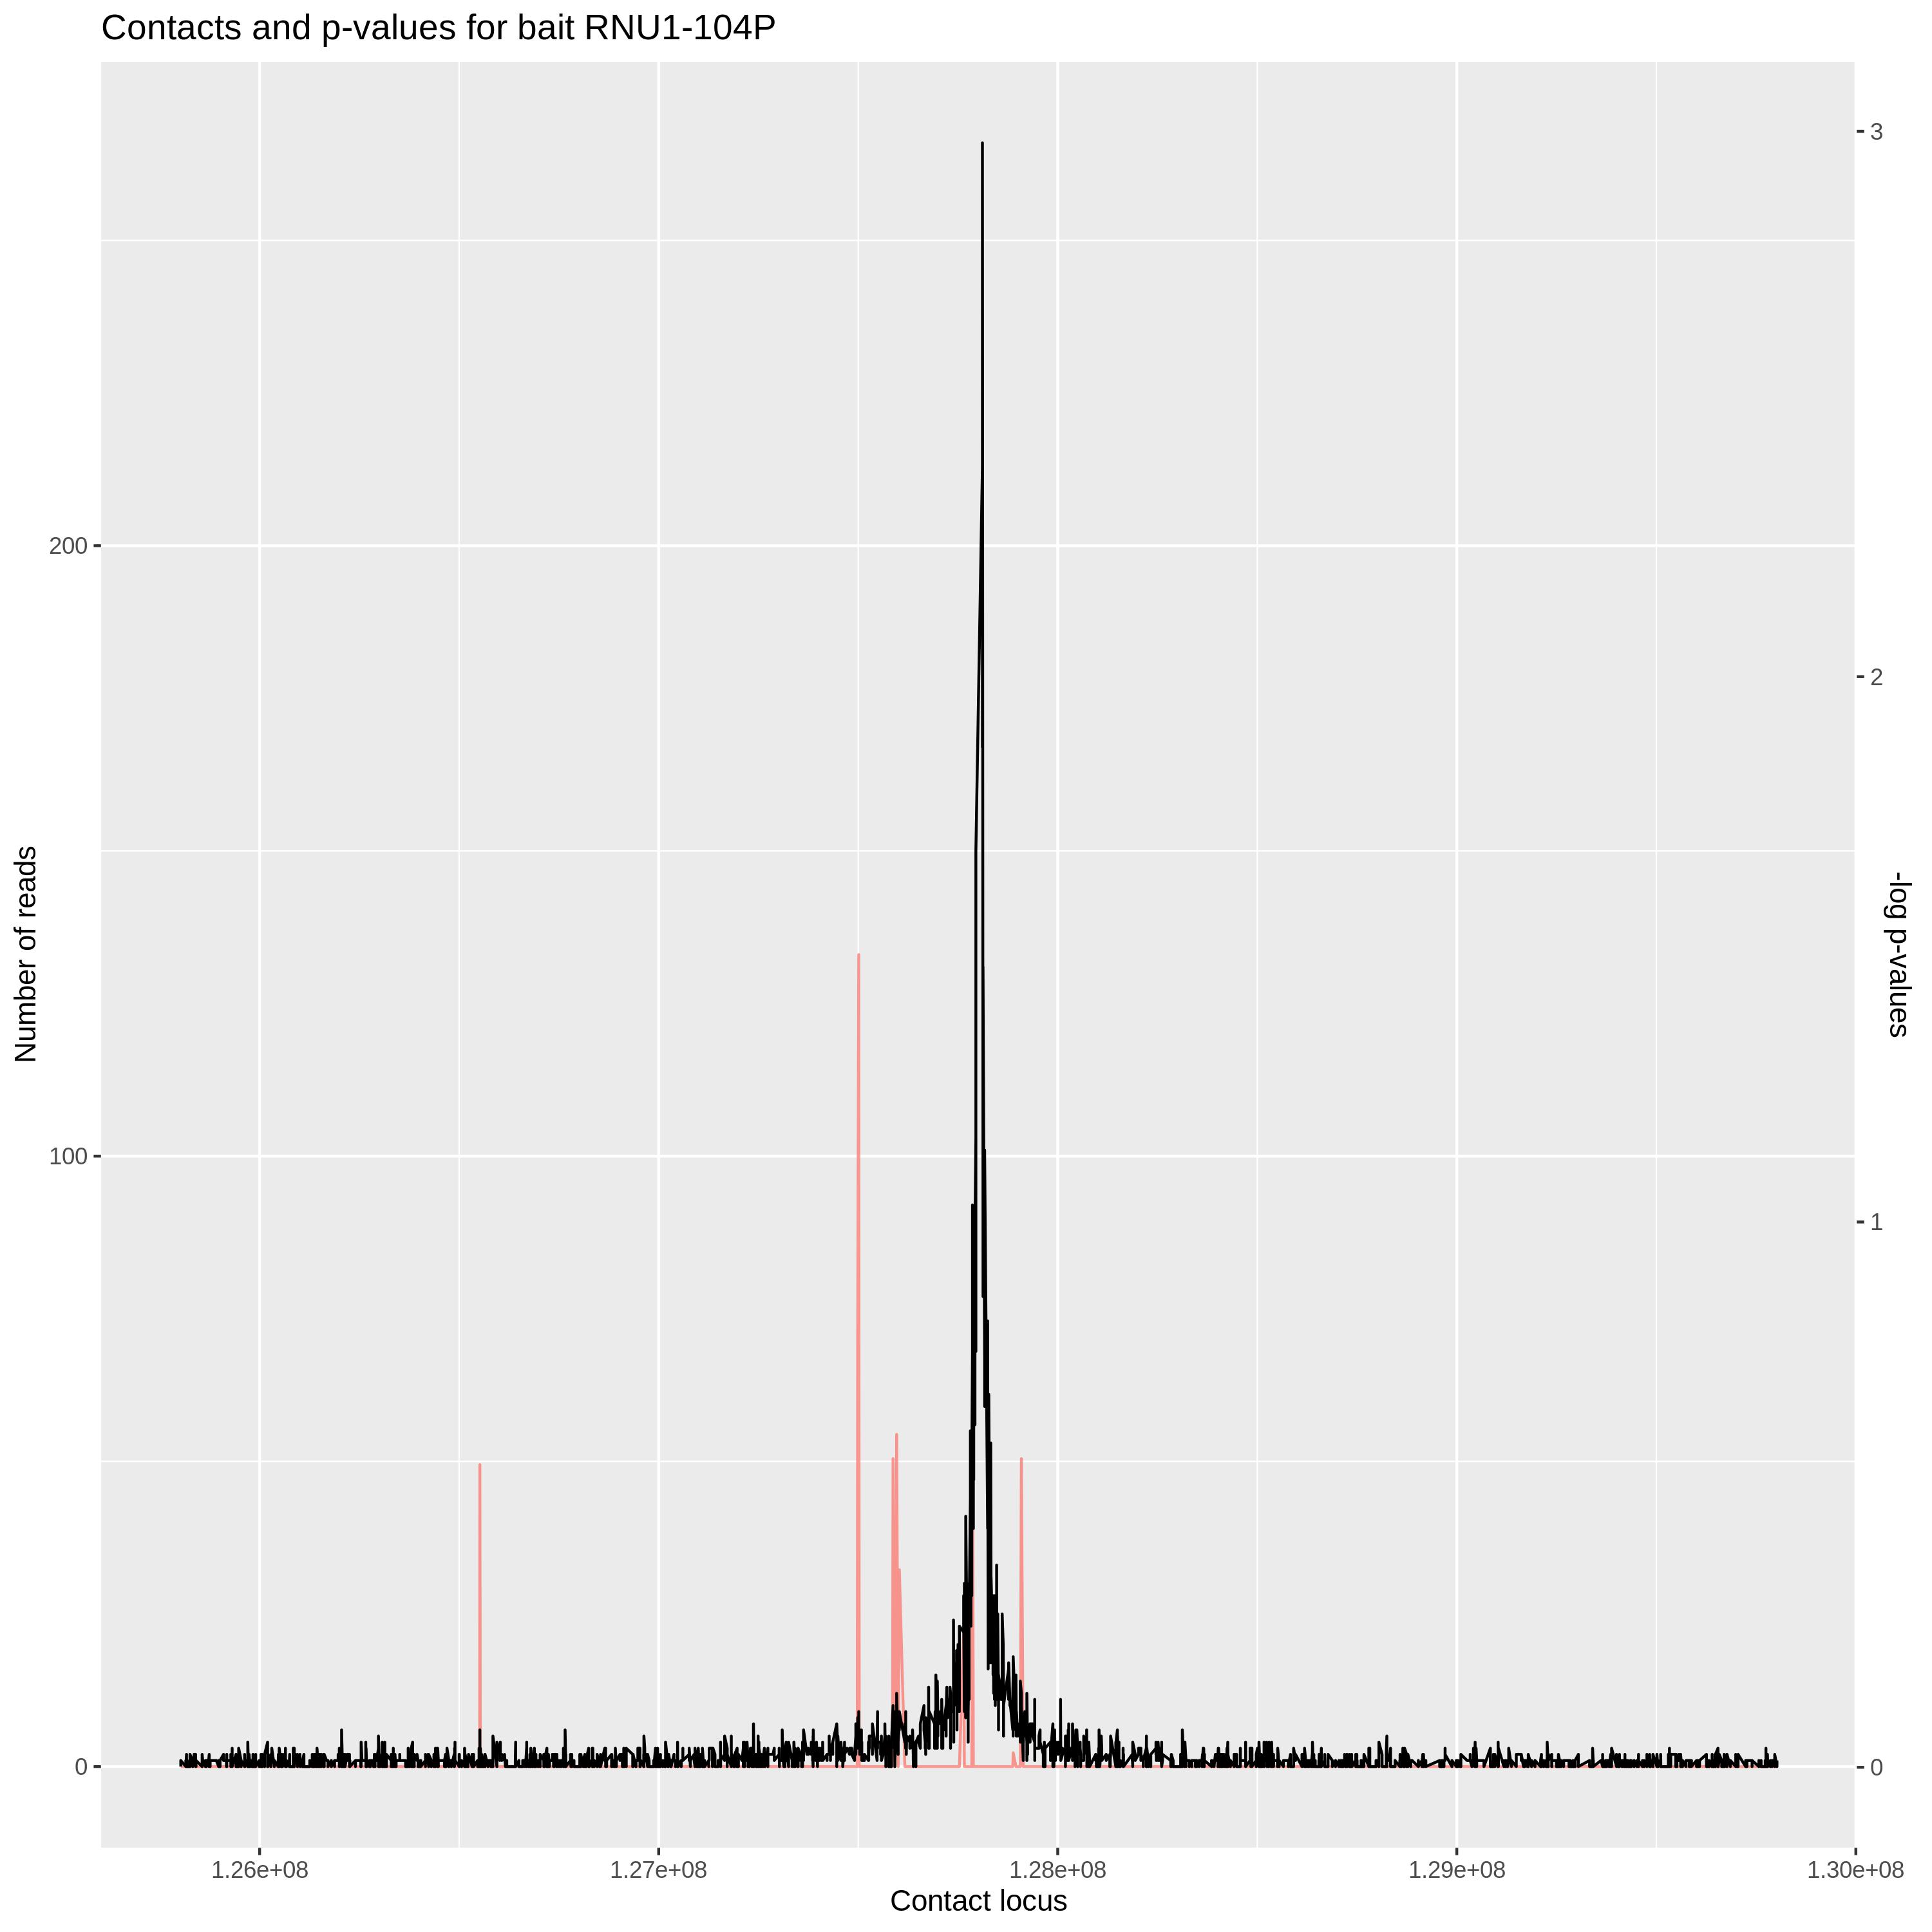 Contacts and p-values for bait RNU1-104P
3
200
2
Number of reads
-log p-values
100
1
0
0
1.26e+08
1.27e+08
1.28e+08
1.29e+08
1.30e+08
Contact locus